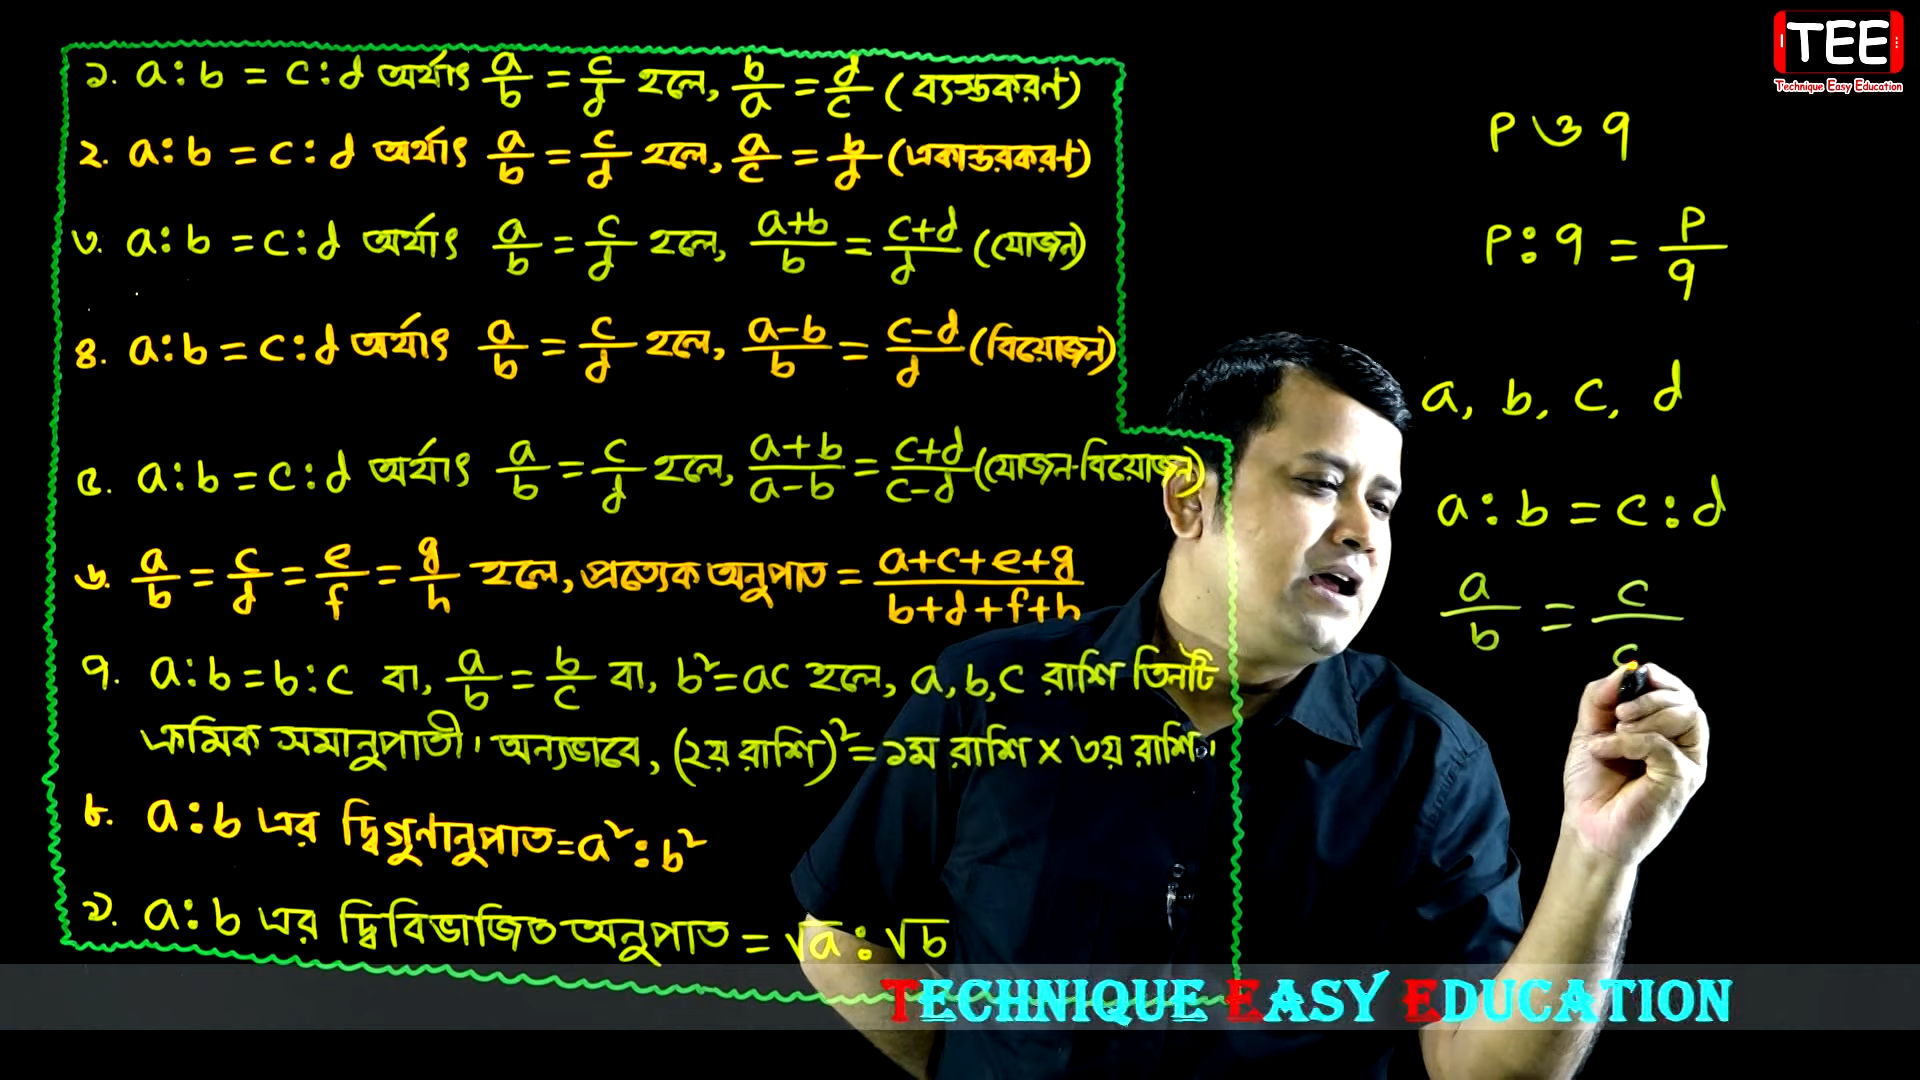 ১. a:b = c:d অর্থাৎ a/b = c/d হলে, b/a = d/c (ব্যস্তকরণ)
২. a:b = c:d অর্থাৎ a/b = c/d হলে, a/c = b/d (একান্তরকরণ)
৩. a:b = c:d অর্থাৎ a/b = c/d হলে, a+b/b = c+d/d (যোজন)
৪. a:b = c:d অর্থাৎ a/b = c/d হলে, a-b/b = c-d/d (বিয়োজন)
৫. a:b = c:d অর্থাৎ a/b = c/d হলে, a+b/a-b = c+d/c-d (যোজন-বিয়োজন)
৬. a/b = c/d = e/f = g/h হলে, প্রত্যেক অনুপাত = a+c+e+g/b+d+f+h
৭. a:b = b:c বা, a/b = b/c বা, b²=ac হলে, a, b, c রাশি তিনটি
ক্রমিক সমানুপাতী। অন্যভাবে, (২য় রাশি)² = ১ম রাশি × ৩য় রাশি।
৮. a:b এর দ্বিগুণানুপাত = a²:b²
৯. a:b এর দ্বিবিভাজিত অনুপাত = √a : √b
P ও q
P:q = P/q
a, b, c, d
a:b = c:d
a/b = c/
TEE
Technique Easy Education
TECHNIQUE EASY EDUCATION